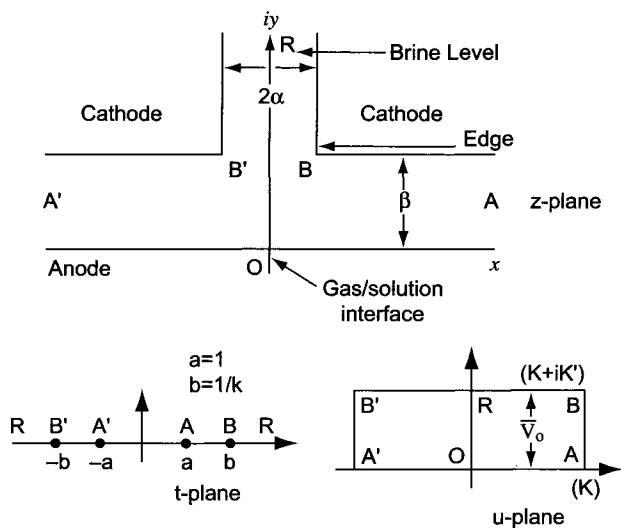 iy
R
Brine Level
2α
Cathode
Cathode
Edge
B'
B
A'
β
A
z-plane
Anode
O
x
Gas/solution
interface
a=1
b=1/k
R B' A' A B R
–b –a a b
t-plane
(K+iK')
B' R B
V̅o
A' O A
(K)
u-plane